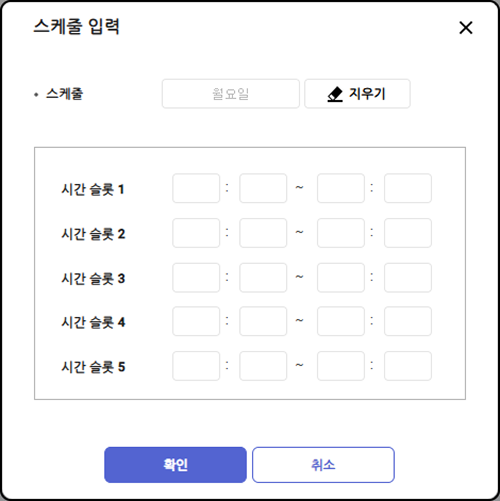 스케줄 입력
• 스케줄 월요일 지우기
시간 슬롯 1 : ~ :
시간 슬롯 2 : ~ :
시간 슬롯 3 : ~ :
시간 슬롯 4 : ~ :
시간 슬롯 5 : ~ :
확인 취소